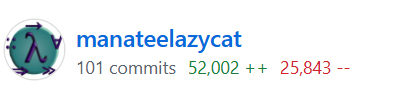 manateelazycat
101 commits 52,002 ++ 25,843 --